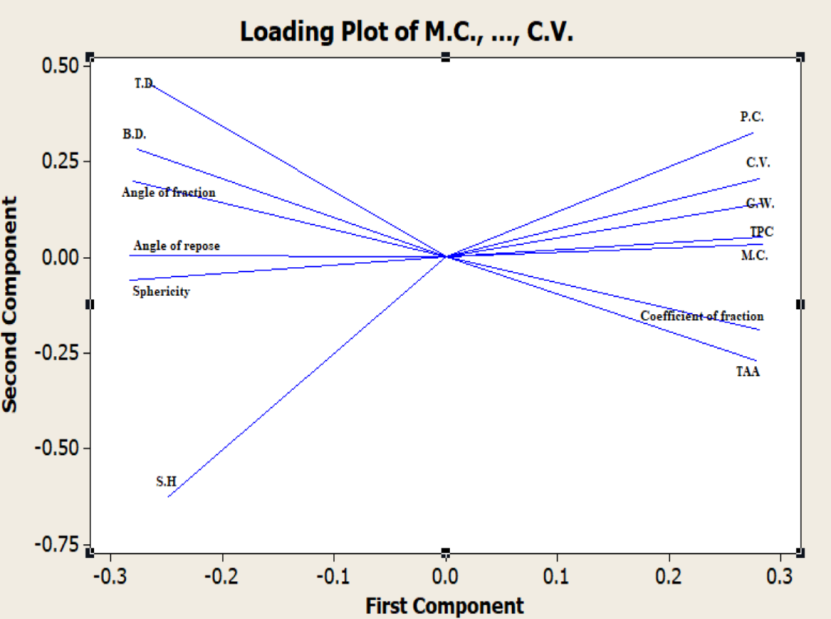 Loading Plot of M.C., ..., C.V.
0.50
T.D.
P.C.
B.D.
C.V.
0.25
Angle of fraction
G.W.
TPC
Angle of repose
M.C.
0.00
Sphericity
Coefficient of fraction
-0.25
TAA
-0.50
S.H
-0.75
Second Component
-0.3 -0.2 -0.1 0.0 0.1 0.2 0.3
First Component